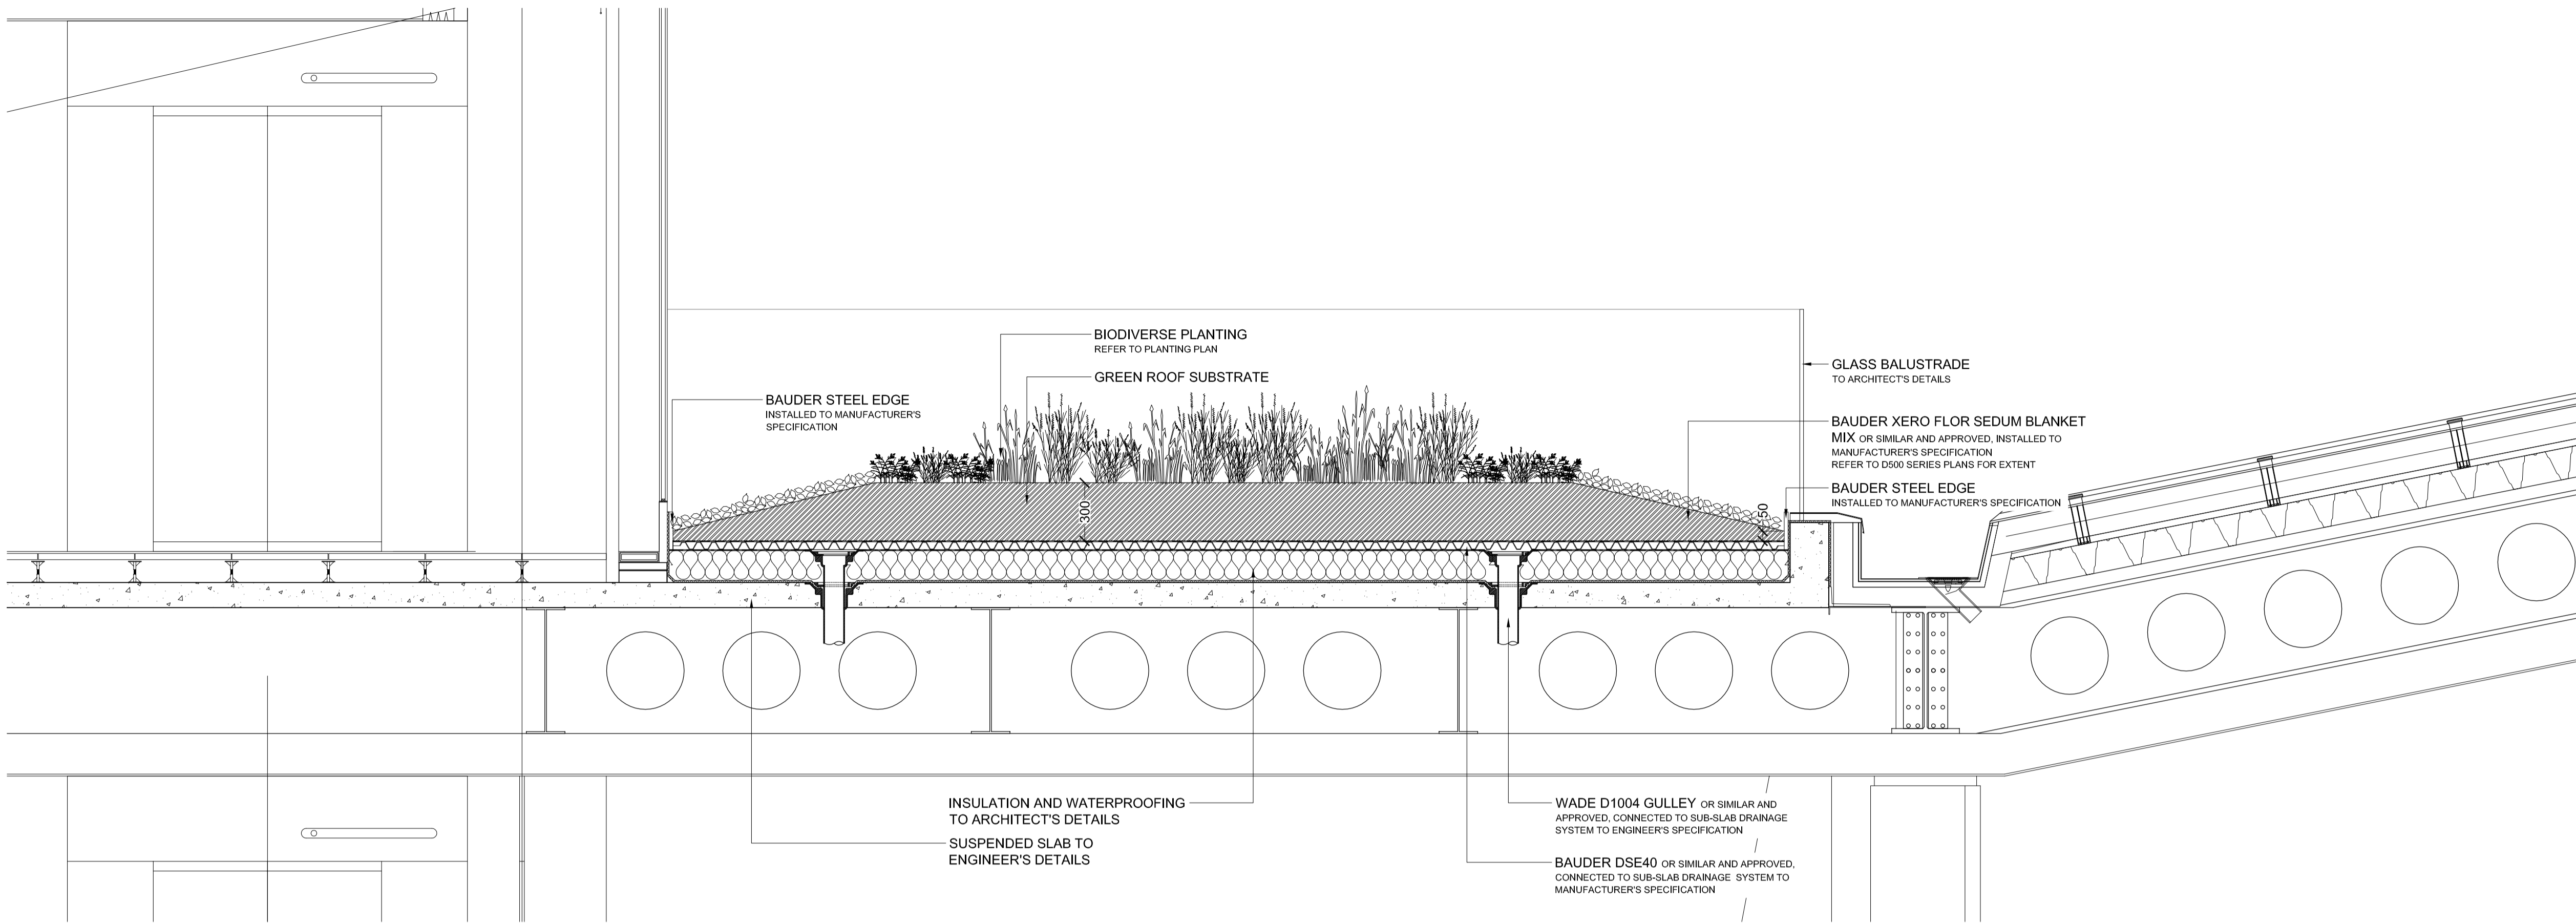 BIODIVERSE PLANTING
REFER TO PLANTING PLAN
GREEN ROOF SUBSTRATE
BAUDER STEEL EDGE
INSTALLED TO MANUFACTURER'S
SPECIFICATION
GLASS BALUSTRADE
TO ARCHITECT'S DETAILS
BAUDER XERO FLOR SEDUM BLANKET
MIX OR SIMILAR AND APPROVED, INSTALLED TO
MANUFACTURER'S SPECIFICATION
REFER TO D500 SERIES PLANS FOR EXTENT
BAUDER STEEL EDGE
INSTALLED TO MANUFACTURER'S SPECIFICATION
300
50
INSULATION AND WATERPROOFING
TO ARCHITECT'S DETAILS
SUSPENDED SLAB TO
ENGINEER'S DETAILS
WADE D1004 GULLEY OR SIMILAR AND
APPROVED, CONNECTED TO SUB-SLAB DRAINAGE
SYSTEM TO ENGINEER'S SPECIFICATION
BAUDER DSE40 OR SIMILAR AND APPROVED,
CONNECTED TO SUB-SLAB DRAINAGE SYSTEM TO
MANUFACTURER'S SPECIFICATION